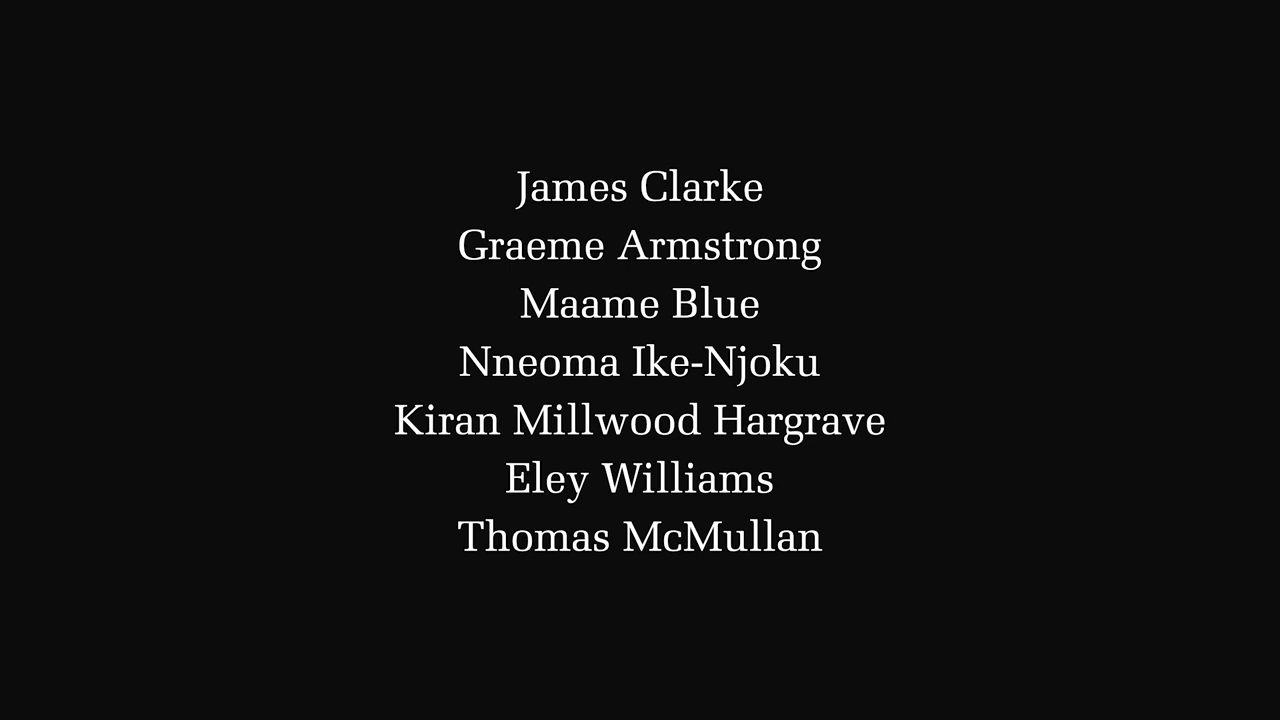 James Clarke
Graeme Armstrong
Maame Blue
Nneoma Ike-Njoku
Kiran Millwood Hargrave
Eley Williams
Thomas McMullan